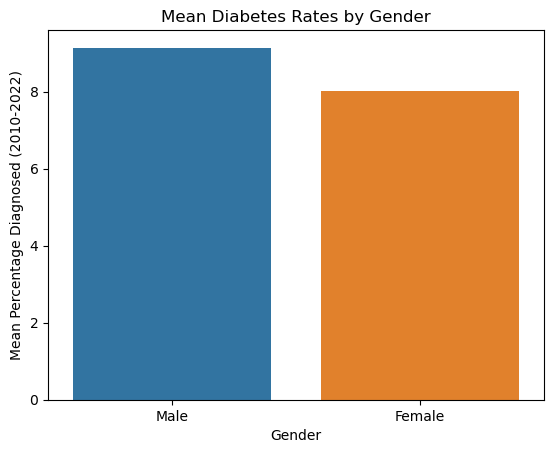 Mean Diabetes Rates by Gender
Mean Percentage Diagnosed (2010-2022)
8
6
4
2
0
Male Female
Gender